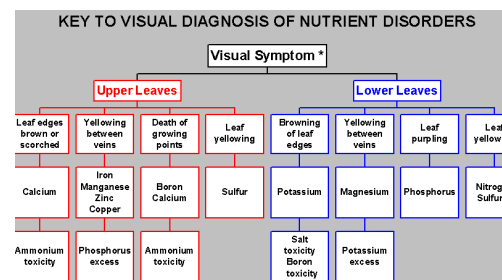 KEY TO VISUAL DIAGNOSIS OF NUTRIENT DISORDERS
Visual Symptom *
Upper Leaves
Lower Leaves
Leaf edges
brown or
scorched
Yellowing
between
veins
Death of
growing
points
Leaf
yellowing
Browning
of leaf
edges
Yellowing
between
veins
Leaf
purpling
Leaf
yellow
Calcium
Iron
Manganese
Zinc
Copper
Boron
Calcium
Sulfur
Potassium
Magnesium
Phosphorus
Nitrog
Sulfur
Ammonium
toxicity
Phosphorus
excess
Ammonium
toxicity
Salt
toxicity
Boron
toxicity
Potassium
excess